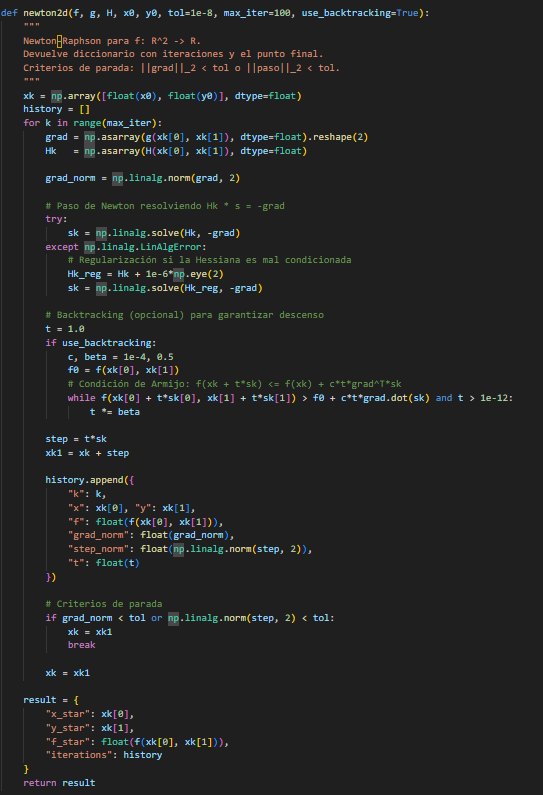 def newton2d(f, g, H, x0, y0, tol=1e-8, max_iter=100, use_backtracking=True):
"""
Newton-Raphson para f: R^2 -> R.
Devuelve diccionario con iteraciones y el punto final.
Criterios de parada: ||grad||_2 < tol o ||paso||_2 < tol.
"""
xk = np.array([float(x0), float(y0)], dtype=float)
history = []
for k in range(max_iter):
grad = np.asarray(g(xk[0], xk[1]), dtype=float).reshape(2)
Hk   = np.asarray(H(xk[0], xk[1]), dtype=float)
grad_norm = np.linalg.norm(grad, 2)
# Paso de Newton resolviendo Hk * s = -grad
try:
sk = np.linalg.solve(Hk, -grad)
except np.linalg.LinAlgError:
# Regularización si la Hessiana es mal condicionada
Hk_reg = Hk + 1e-6*np.eye(2)
sk = np.linalg.solve(Hk_reg, -grad)
# Backtracking (opcional) para garantizar descenso
t = 1.0
if use_backtracking:
c, beta = 1e-4, 0.5
f0 = f(xk[0], xk[1])
# Condición de Armijo: f(xk + t*sk) <= f(xk) + c*t*grad^T*sk
while f(xk[0] + t*sk[0], xk[1] + t*sk[1]) > f0 + c*t*grad.dot(sk) and t > 1e-12:
t *= beta
step = t*sk
xk1 = xk + step
history.append({
"k": k,
"x": xk[0], "y": xk[1],
"f": float(f(xk[0], xk[1])),
"grad_norm": float(grad_norm),
"step_norm": float(np.linalg.norm(step, 2)),
"t": float(t)
})
# Criterios de parada
if grad_norm < tol or np.linalg.norm(step, 2) < tol:
xk = xk1
break
xk = xk1
result = {
"x_star": xk[0],
"y_star": xk[1],
"f_star": float(f(xk[0], xk[1])),
"iterations": history
}
return result